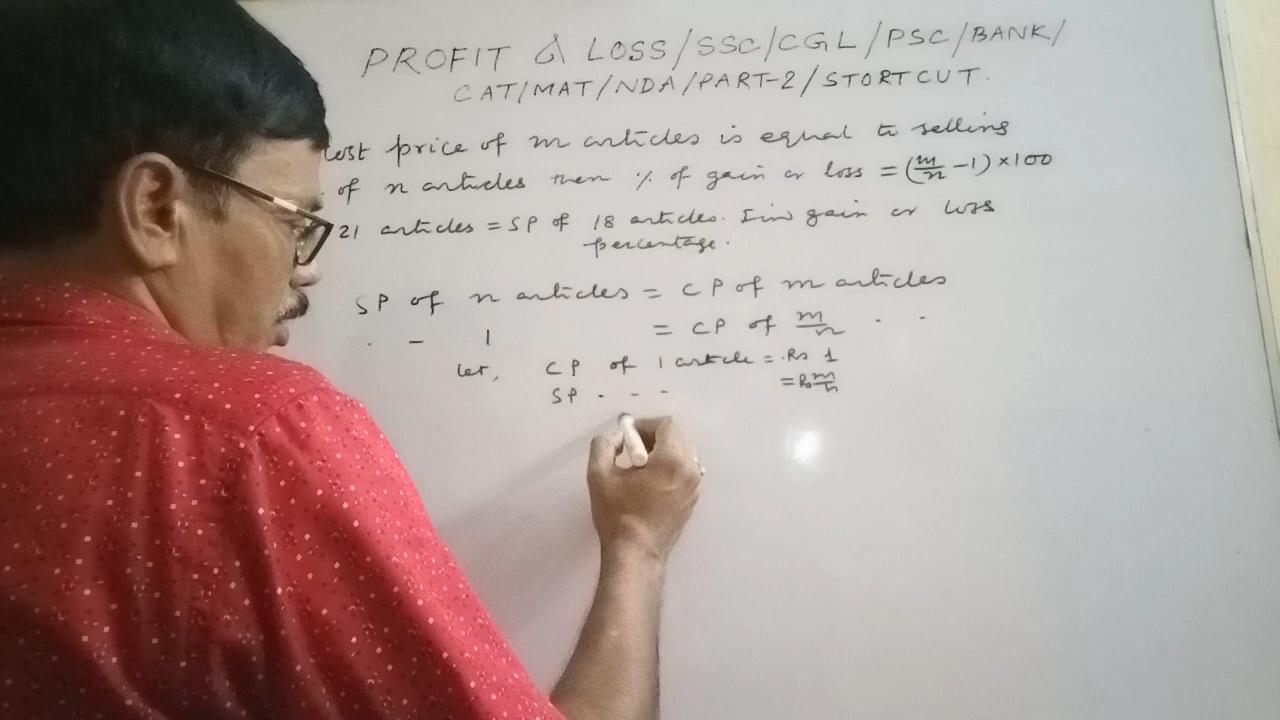 PROFIT & LOSS/SSC/CGL/PSC/BANK/
CAT/MAT/NDA/PART-2/STORTCUT.
Cost price of m articles is equal to selling
of n articles then % of gain or loss = (m/n - 1) × 100
21 articles = SP of 18 articles. Find gain or loss
percentage.
SP of n articles = CP of m articles
. - 1 = CP of m/n . .
let, CP of 1 article = Rs 1
SP . - - = Rs m/n